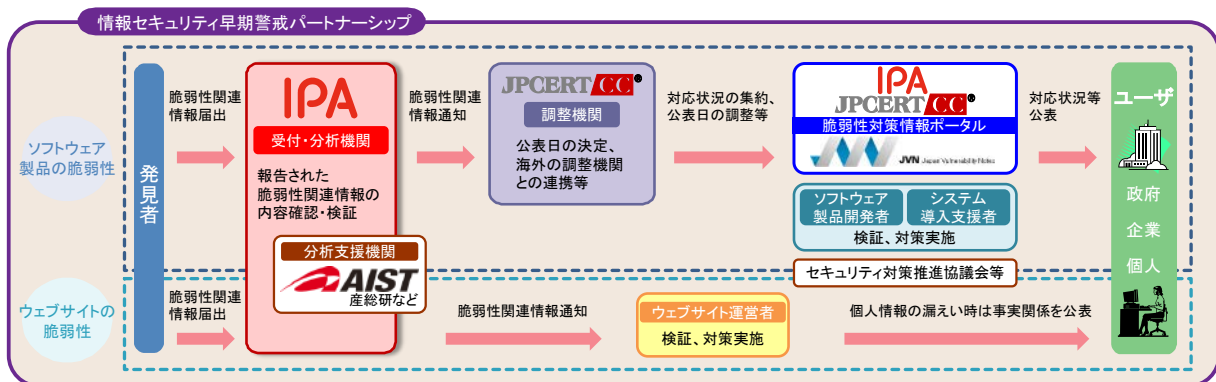 情報セキュリティ早期警戒パートナーシップ
ソフトウェア
製品の脆弱性
発見者
脆弱性関連
情報届出
IPA
受付・分析機関
報告された
脆弱性関連情報の
内容確認・検証
分析支援機関
AIST
産総研など
脆弱性関連
情報通知
JPCERT CC®
調整機関
公表日の決定、
海外の調整機関
との連携等
対応状況の集約、
公表日の調整等
IPA
JPCERT CC®
脆弱性対策情報ポータル
JVN Japan Vulnerability Notes
ソフトウェア
製品開発者
システム
導入支援者
検証、対策実施
セキュリティ対策推進協議会等
対応状況等
公表
ユーザ
政府
企業
個人
ウェブサイトの
脆弱性
脆弱性関連
情報届出
脆弱性関連情報通知
ウェブサイト運営者
検証、対策実施
個人情報の漏えい時は事実関係を公表